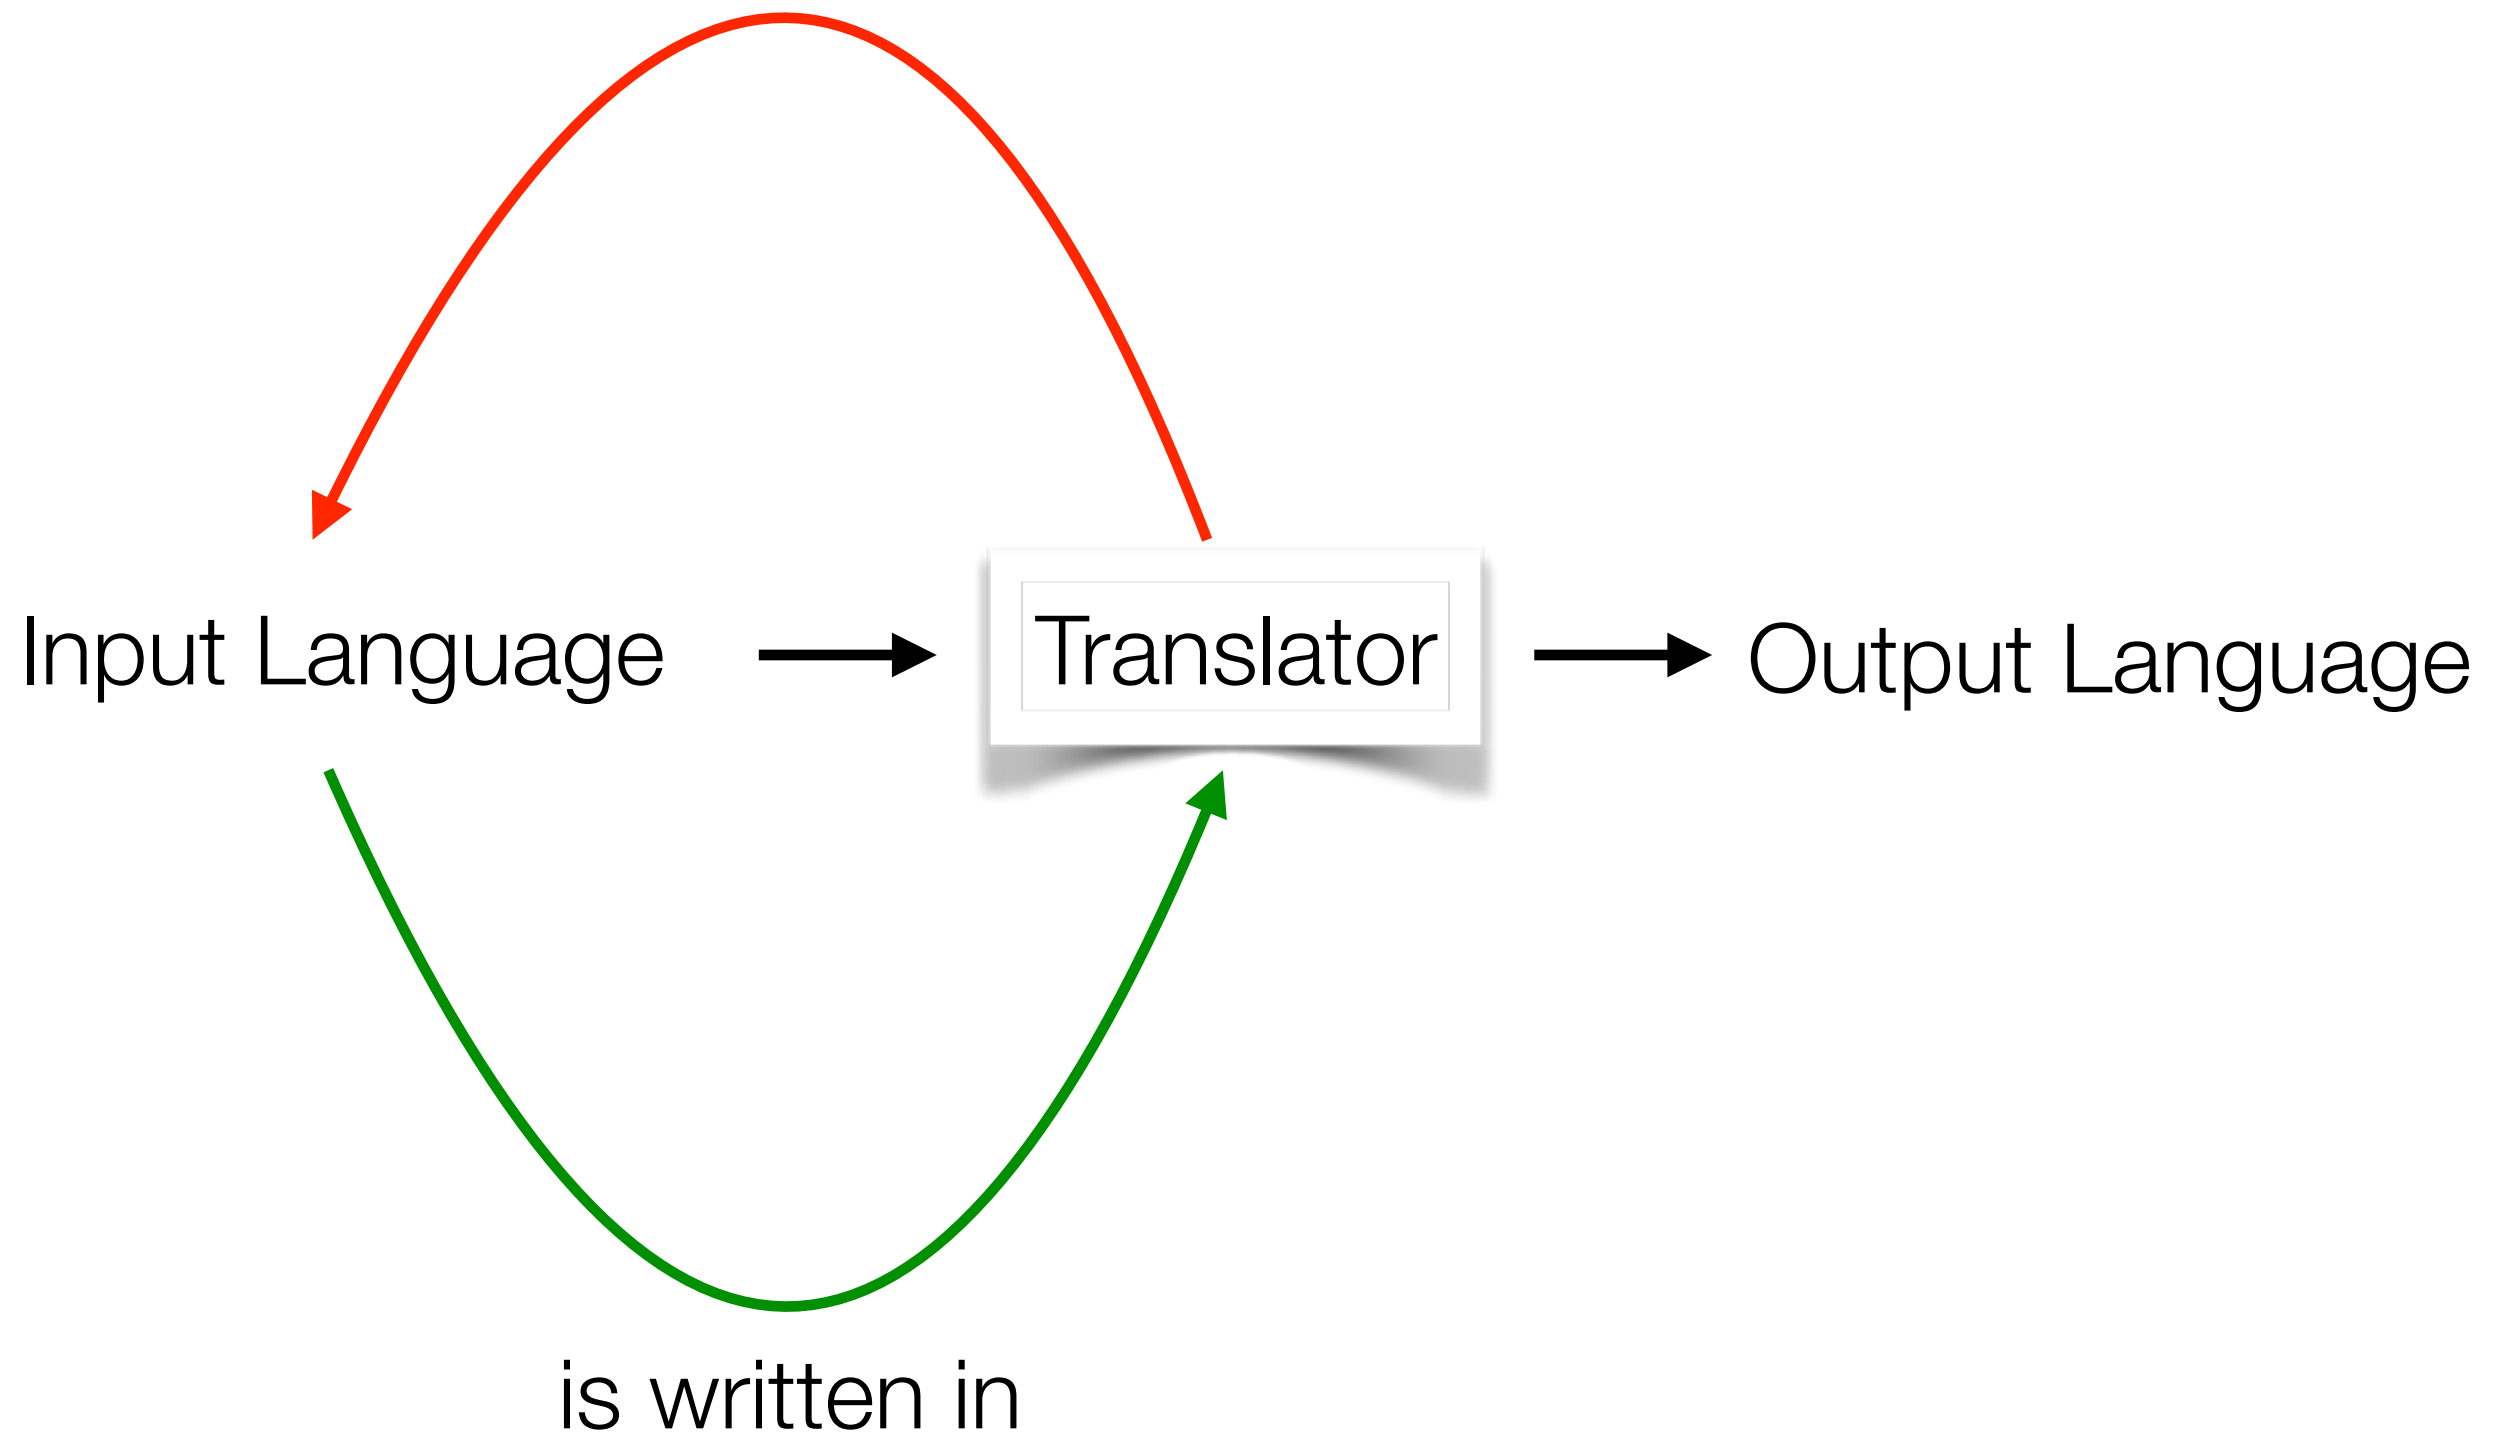 Input Language
Translator
Output Language
is written in